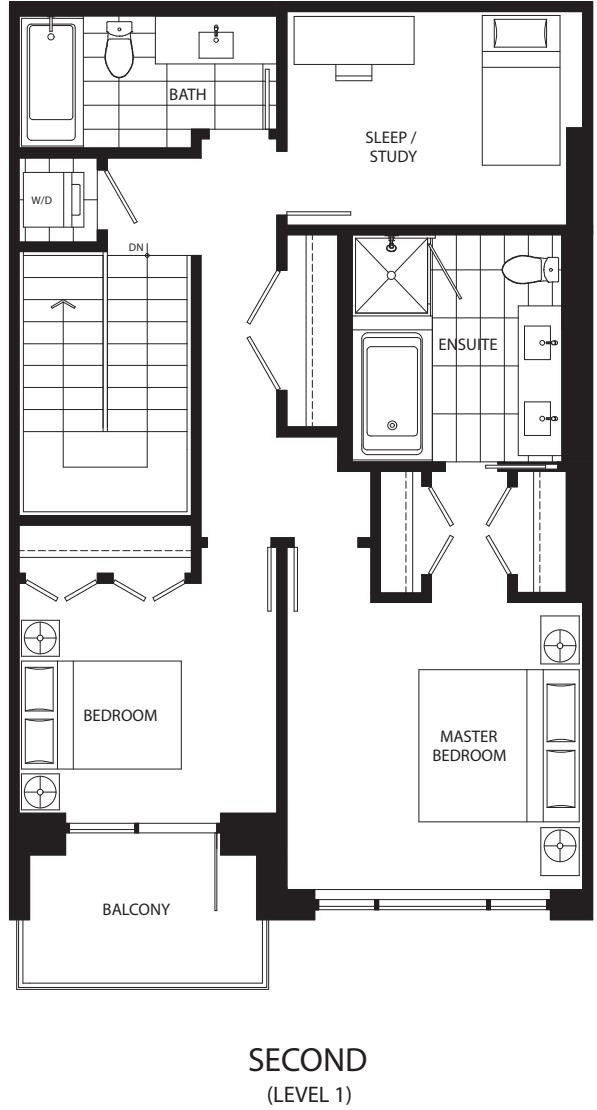 BATH
SLEEP /
STUDY
W/D
DN
ENSUITE
BEDROOM
MASTER
BEDROOM
BALCONY
SECOND
(LEVEL 1)